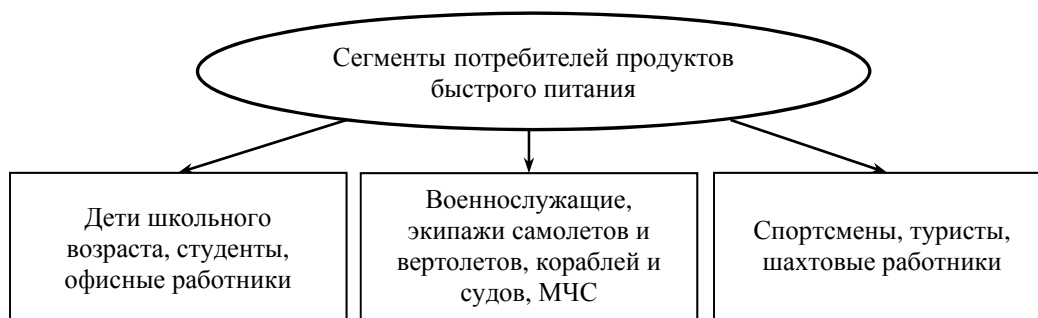 Сегменты потребителей продуктов
быстрого питания
Дети школьного
возраста, студенты,
офисные работники
Военнослужащие,
экипажи самолетов и
вертолетов, кораблей и
судов, МЧС
Спортсмены, туристы,
шахтовые работники